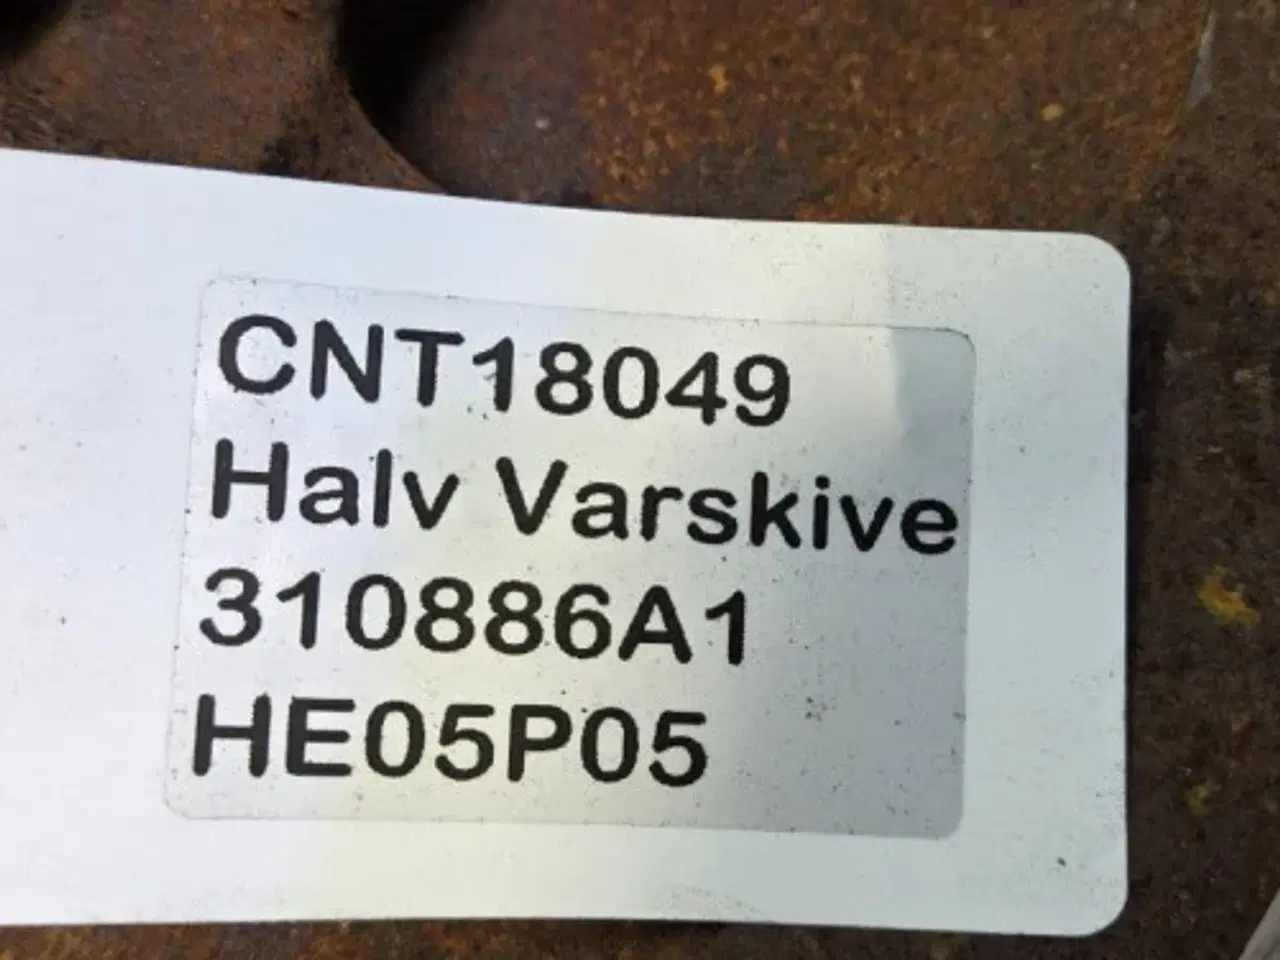 CNT18049
Halv Varskive
310886A1
HE05P05